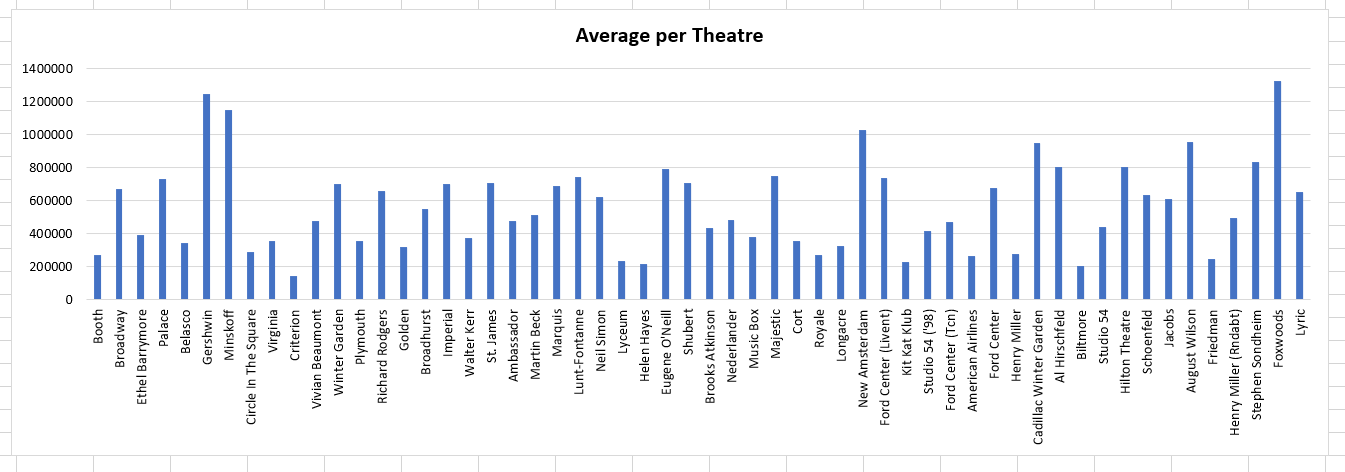 Average per Theatre
1400000
1200000
1000000
800000
600000
400000
200000
0
Booth
Broadway
Ethel Barrymore
Palace
Belasco
Gershwin
Minskoff
Circle In The Square
Virginia
Criterion
Vivian Beaumont
Winter Garden
Plymouth
Richard Rodgers
Golden
Broadhurst
Imperial
Walter Kerr
St. James
Ambassador
Martin Beck
Marquis
Lunt-Fontanne
Neil Simon
Lyceum
Helen Hayes
Eugene O'Neill
Shubert
Brooks Atkinson
Nederlander
Music Box
Majestic
Cort
Royale
Longacre
New Amsterdam
Ford Center (Livent)
Kit Kat Klub
Studio 54 ('98)
Ford Center (Tcn)
American Airlines
Ford Center
Henry Miller
Cadillac Winter Garden
Al Hirschfeld
Biltmore
Studio 54
Hilton Theatre
Schoenfeld
Jacobs
August Wilson
Friedman
Henry Miller (Rndabt)
Stephen Sondheim
Foxwoods
Lyric